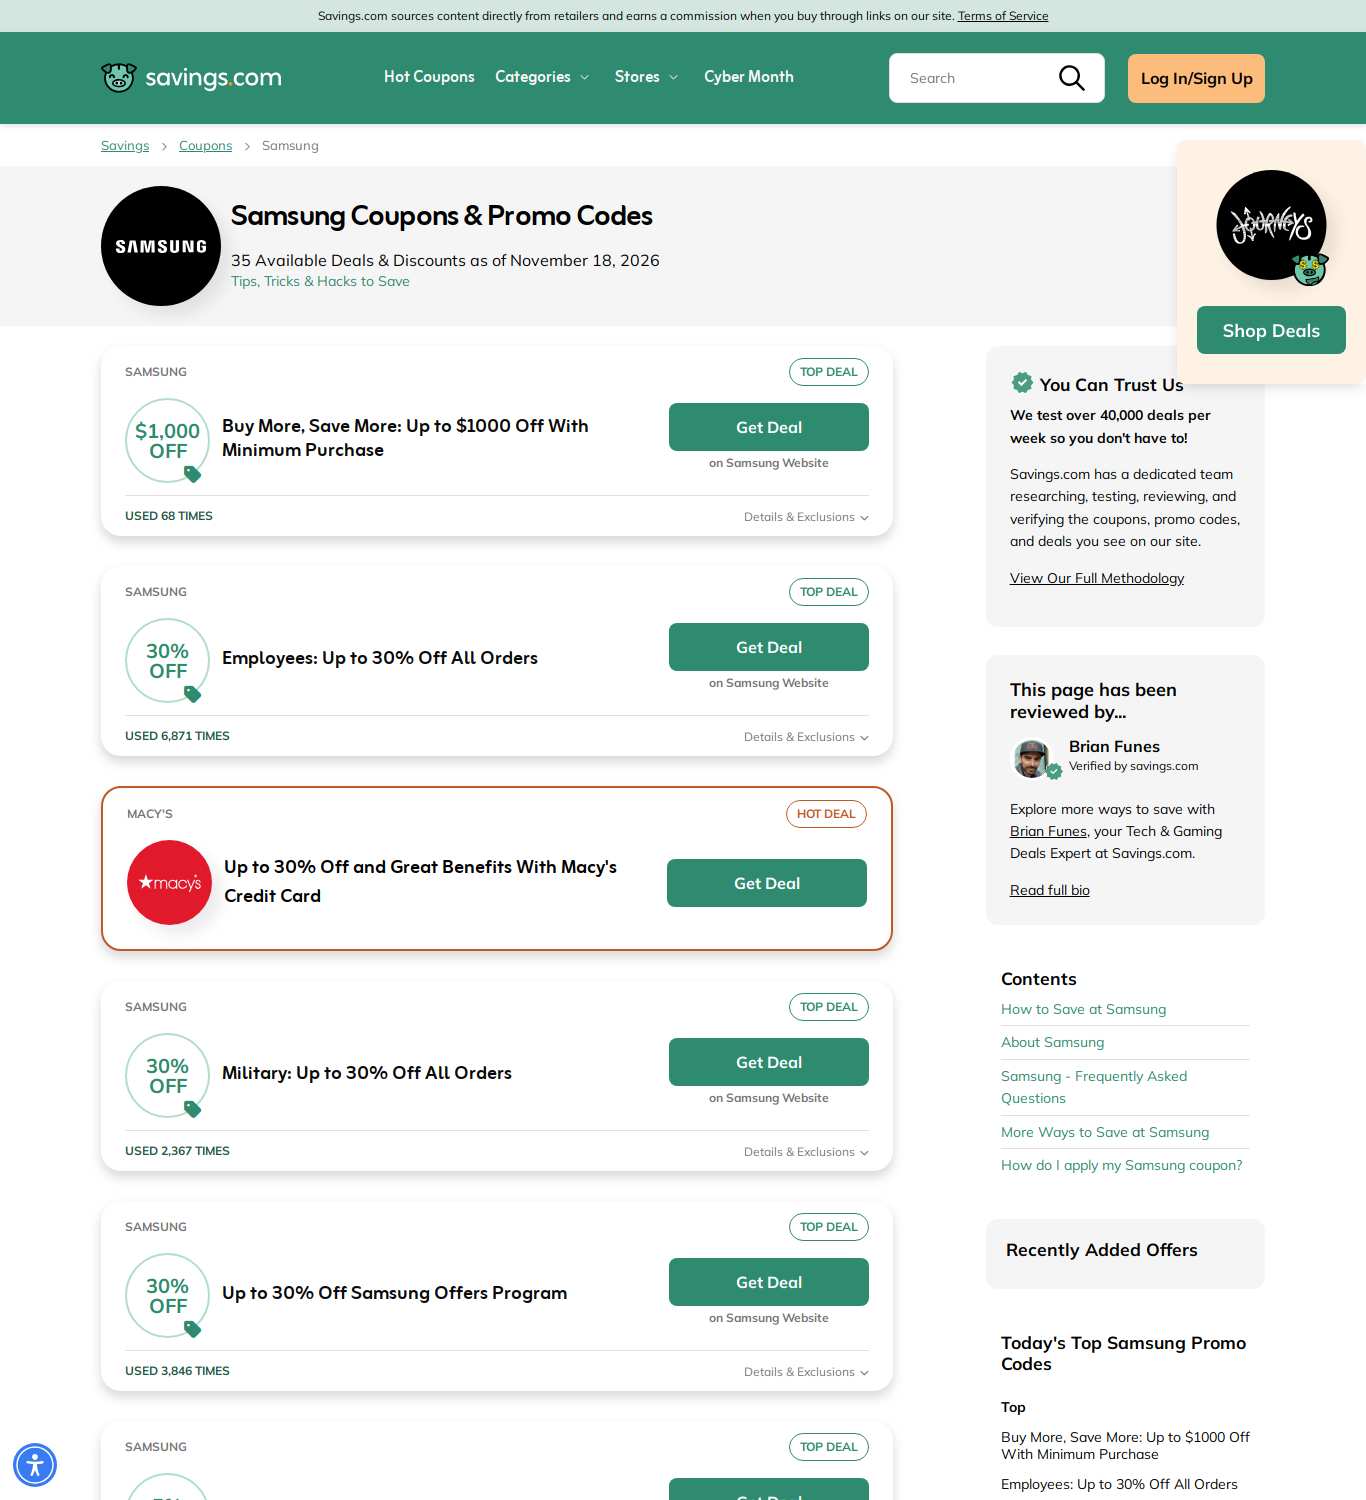 Savings.com sources content directly from retailers and earns a commission when you buy through links on our site. Terms of Service
savings.com
Hot Coupons
Categories
Stores
Cyber Month
Search
Log In/Sign Up
Savings
Coupons
Samsung
SAMSUNG
Samsung Coupons & Promo Codes
35 Available Deals & Discounts as of November 18, 2026
Tips, Tricks & Hacks to Save
JOURNEYS
Shop Deals
SAMSUNG
TOP DEAL
$1,000
OFF
Buy More, Save More: Up to $1000 Off With
Minimum Purchase
Get Deal
on Samsung Website
USED 68 TIMES
Details & Exclusions
SAMSUNG
TOP DEAL
30%
OFF
Employees: Up to 30% Off All Orders
Get Deal
on Samsung Website
USED 6,871 TIMES
Details & Exclusions
MACY'S
HOT DEAL
macy's
Up to 30% Off and Great Benefits With Macy's
Credit Card
Get Deal
SAMSUNG
TOP DEAL
30%
OFF
Military: Up to 30% Off All Orders
Get Deal
on Samsung Website
USED 2,367 TIMES
Details & Exclusions
SAMSUNG
TOP DEAL
30%
OFF
Up to 30% Off Samsung Offers Program
Get Deal
on Samsung Website
USED 3,846 TIMES
Details & Exclusions
SAMSUNG
TOP DEAL
You Can Trust Us
We test over 40,000 deals per
week so you don't have to!
Savings.com has a dedicated team
researching, testing, reviewing, and
verifying the coupons, promo codes,
and deals you see on our site.
View Our Full Methodology
This page has been
reviewed by...
Brian Funes
Verified by savings.com
Explore more ways to save with
Brian Funes, your Tech & Gaming
Deals Expert at Savings.com.
Read full bio
Contents
How to Save at Samsung
About Samsung
Samsung - Frequently Asked
Questions
More Ways to Save at Samsung
How do I apply my Samsung coupon?
Recently Added Offers
Today's Top Samsung Promo
Codes
Top
Buy More, Save More: Up to $1000 Off
With Minimum Purchase
Employees: Up to 30% Off All Orders